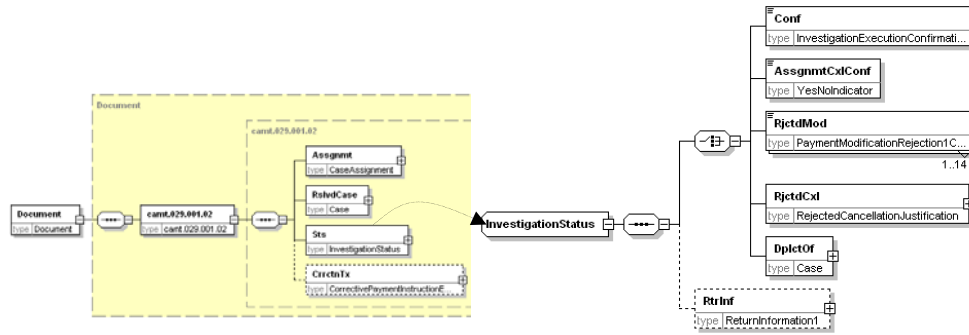 Document
type Document
Document
camt.029.001.02
type camt.029.001.02
camt.029.001.02
Assgnmt
type CaseAssignment
RslvdCase
type Case
Sts
type InvestigationStatus
CrrctnTx
type CorrectivePaymentInstructionE...
InvestigationStatus
Conf
type InvestigationExecutionConfirmati...
AssgnmtCxlConf
type YesNoIndicator
RjctdMod
type PaymentModificationRejection1C...
1..14
RjctdCxl
type RejectedCancellationJustification
DplctOf
type Case
RtrInf
type ReturnInformation1